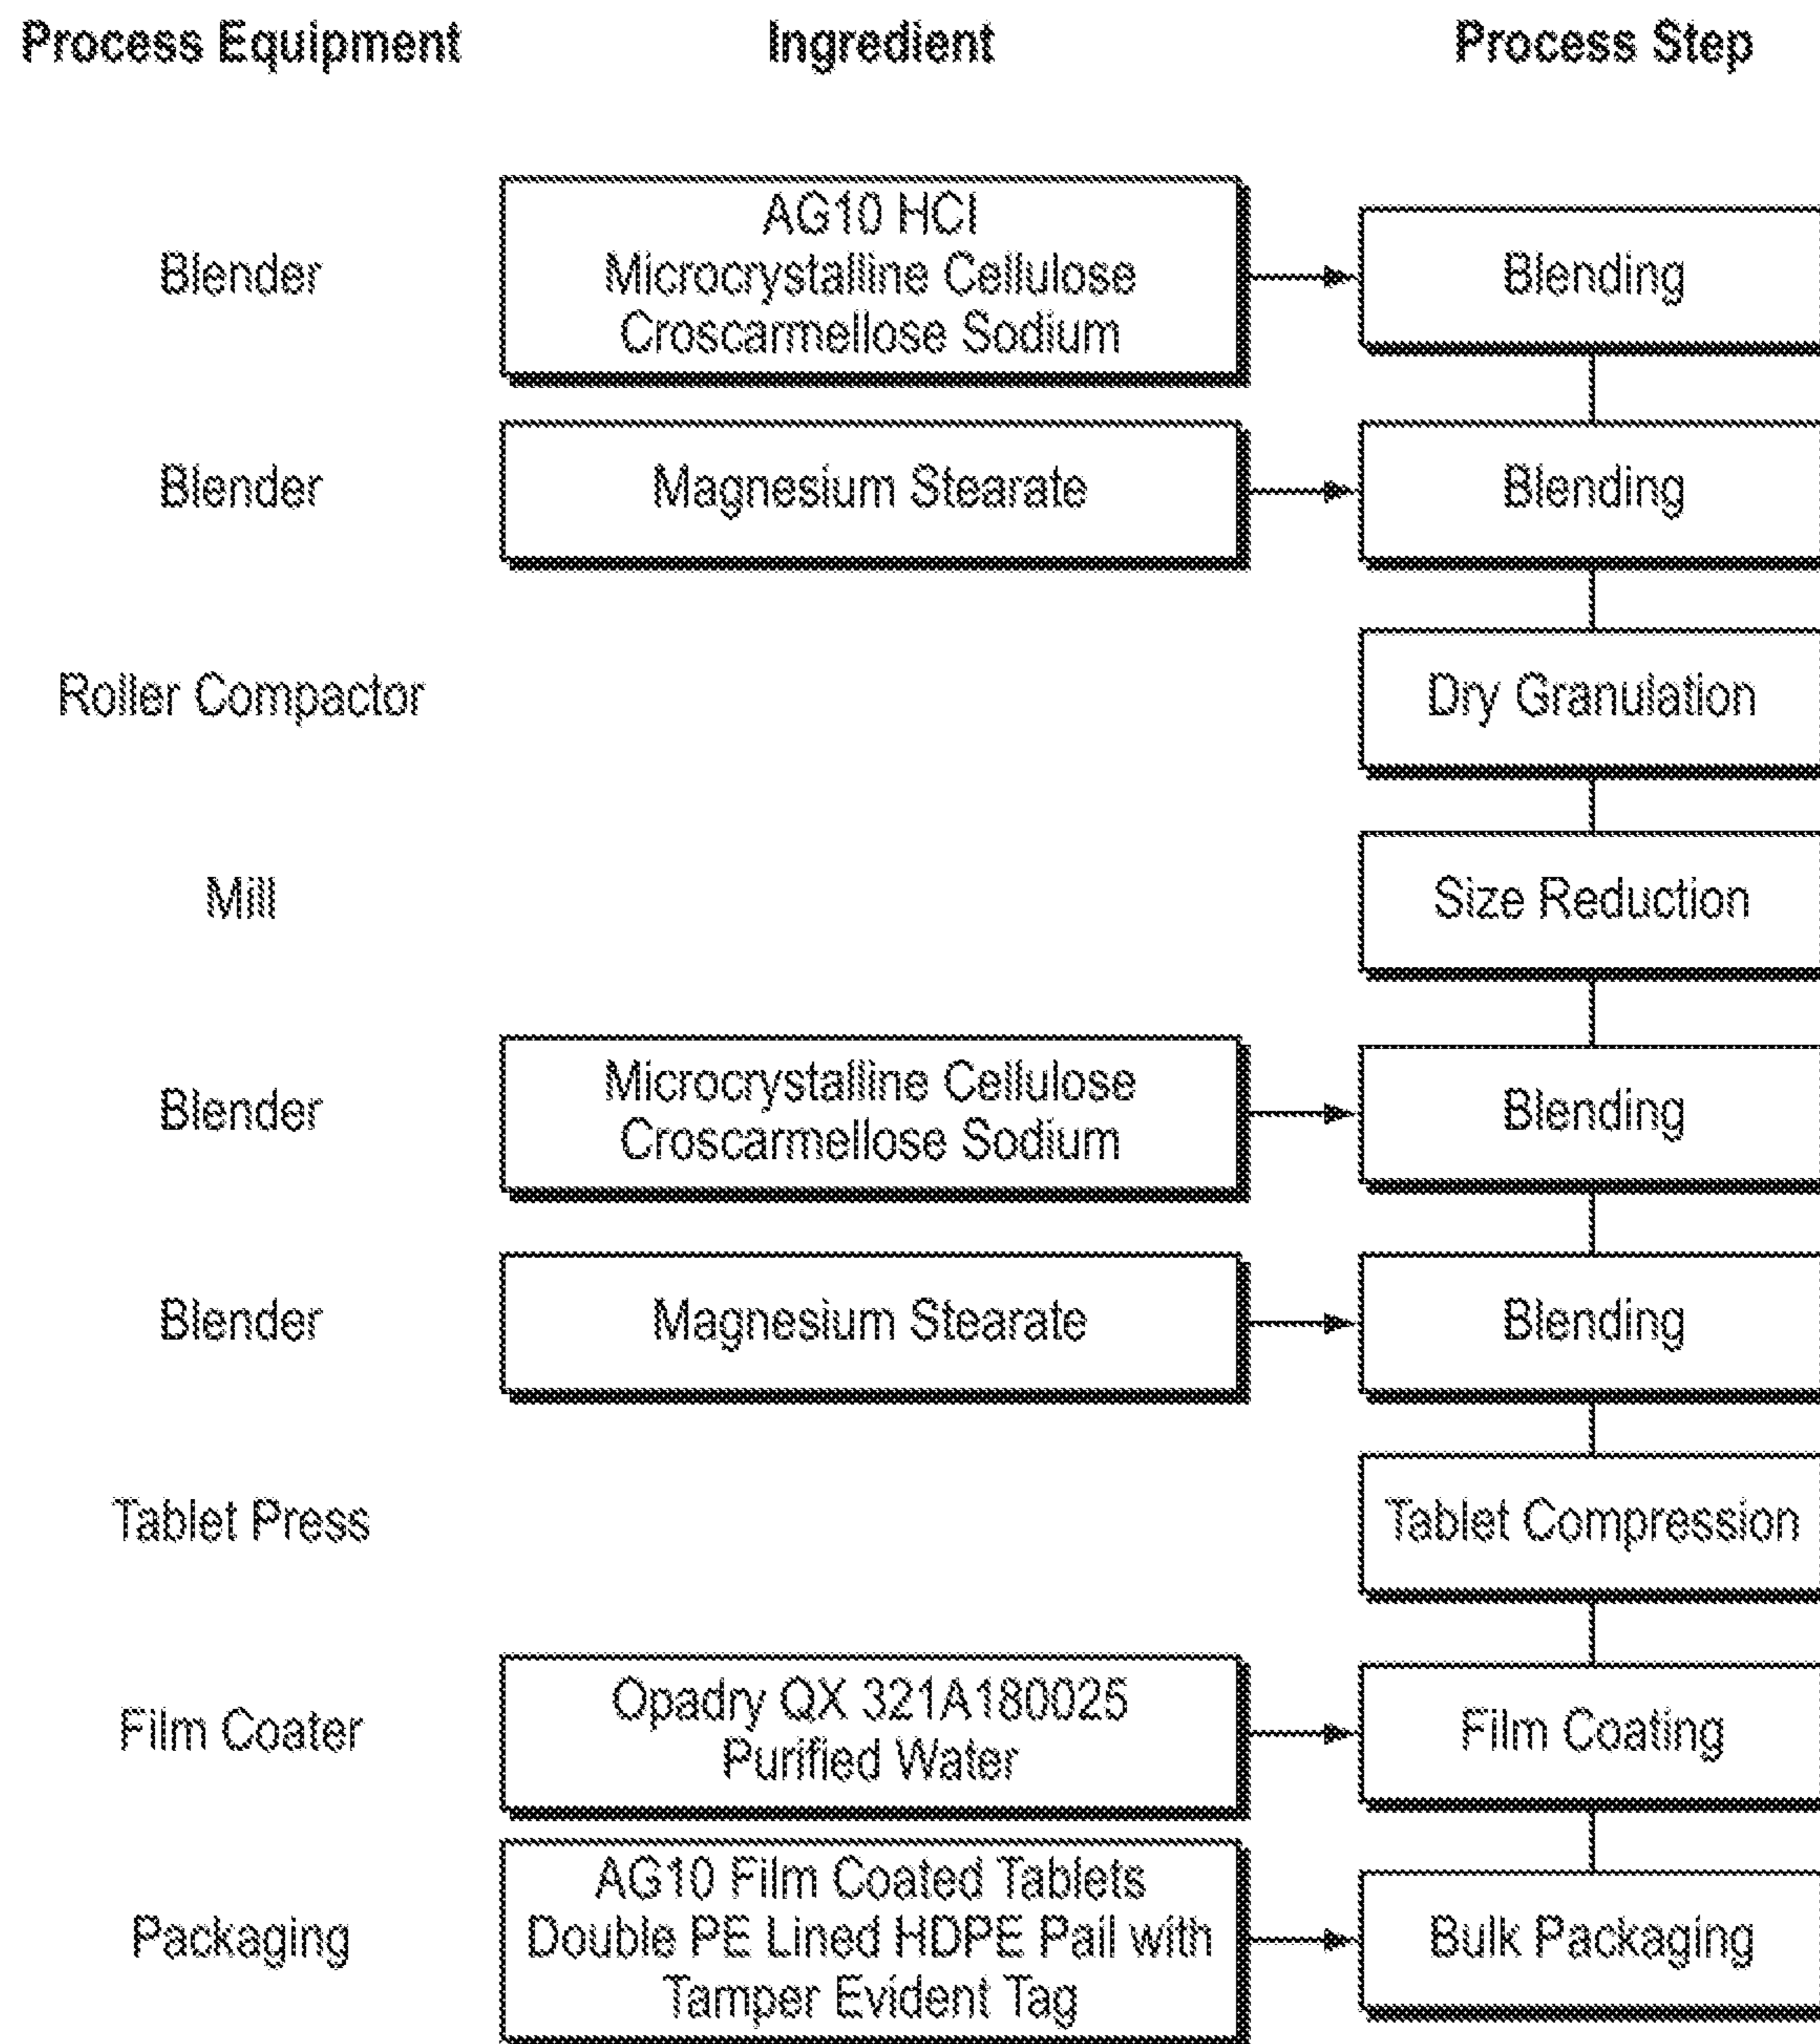 Process Equipment
Ingredient
Process Step
Blender
AG10 HCl
Microcrystalline Cellulose
Croscarmellose Sodium
Blending
Blender
Magnesium Stearate
Blending
Roller Compactor
Dry Granulation
Mill
Size Reduction
Blender
Microcrystalline Cellulose
Croscarmellose Sodium
Blending
Blender
Magnesium Stearate
Blending
Tablet Press
Tablet Compression
Film Coater
Opadry QX 321A180025
Purified Water
Film Coating
Packaging
AG10 Film Coated Tablets
Double PE Lined HDPE Pail with
Tamper Evident Tag
Bulk Packaging